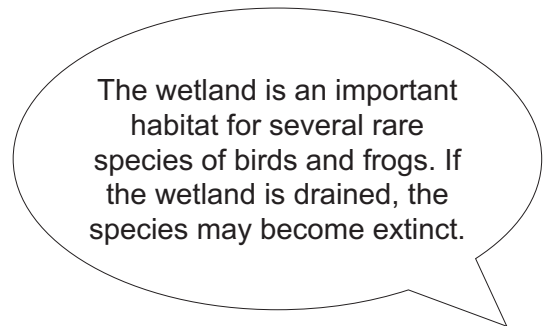 The wetland is an important
habitat for several rare
species of birds and frogs. If
the wetland is drained, the
species may become extinct.